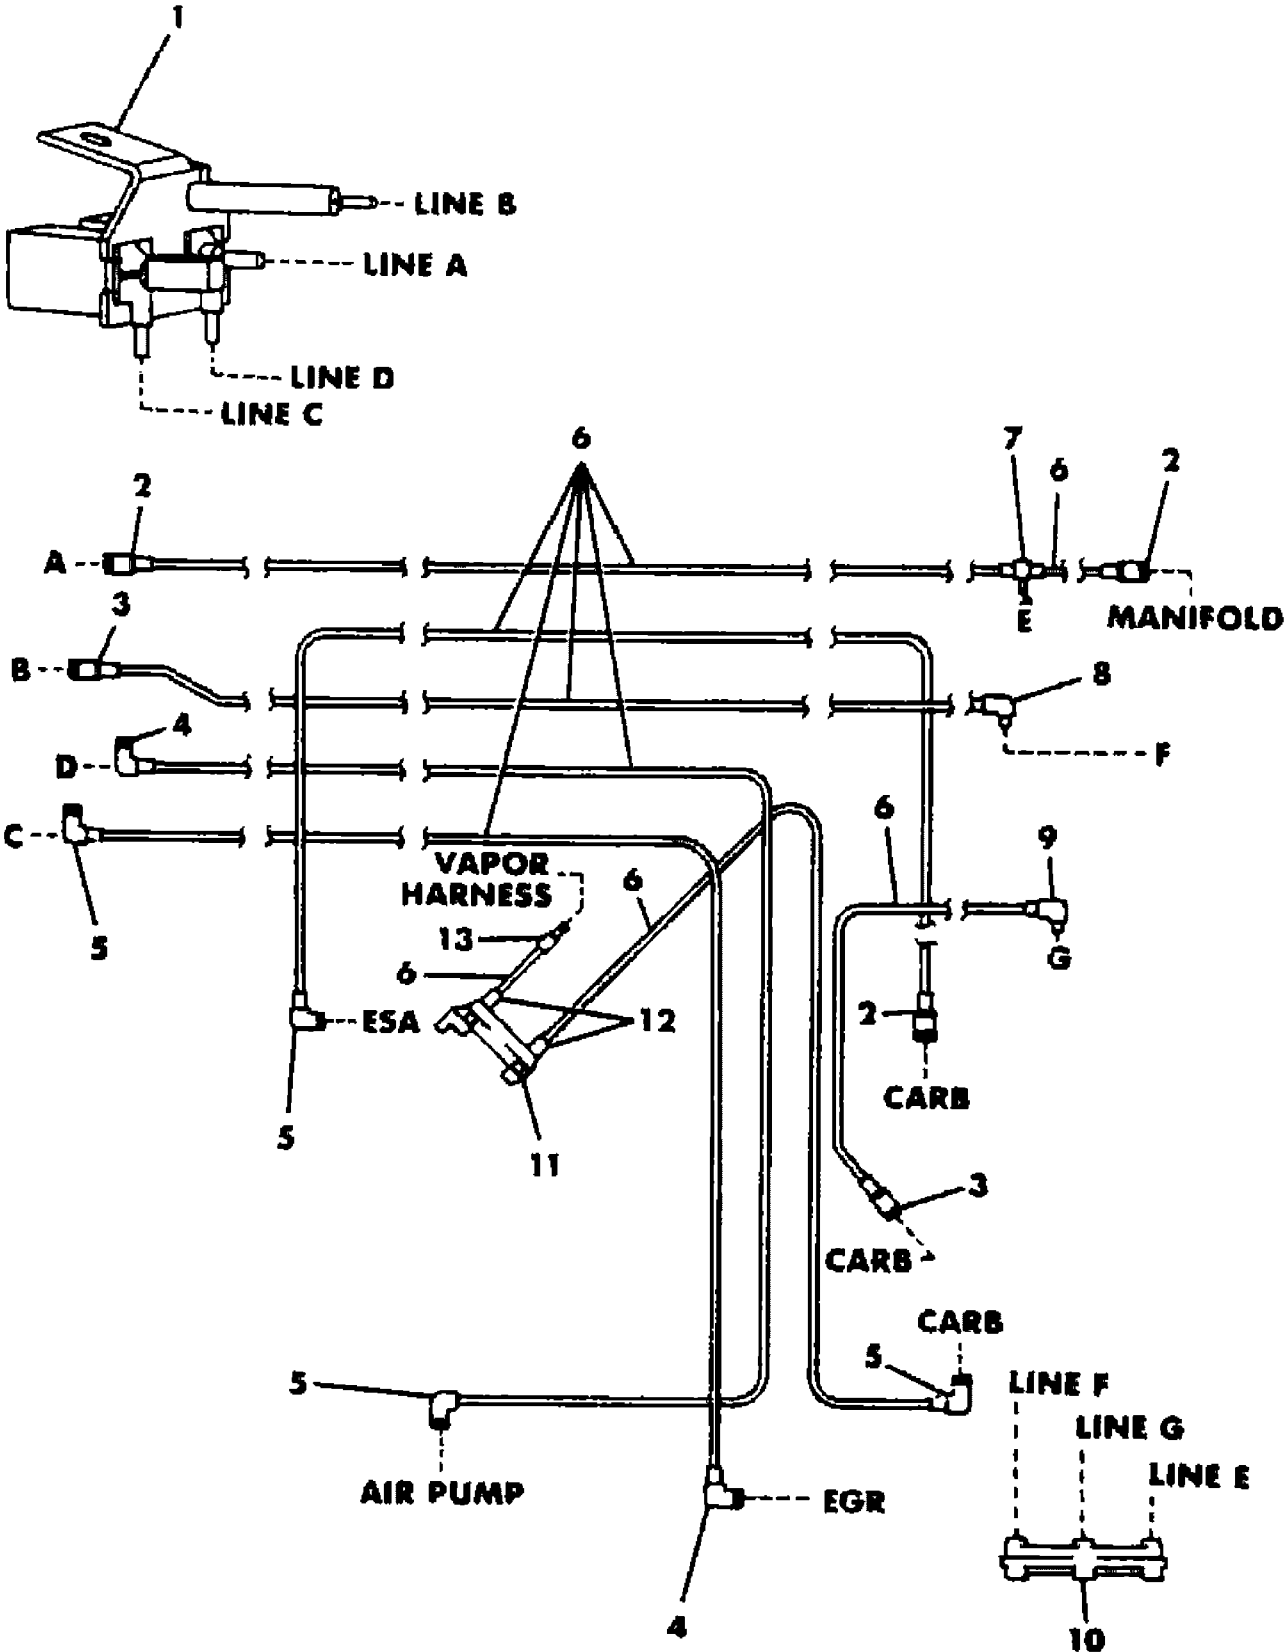 1
LINE B
LINE A
LINE D
LINE C
6
7
6
2
2
A
E
MANIFOLD
3
B
8
4
F
D
6
9
C
VAPOR
HARNESS
6
5
13
G
6
2
12
ESA
CARB
5
11
3
CARB
CARB
5
5
LINE F
LINE G
LINE E
AIR PUMP
EGR
4
10